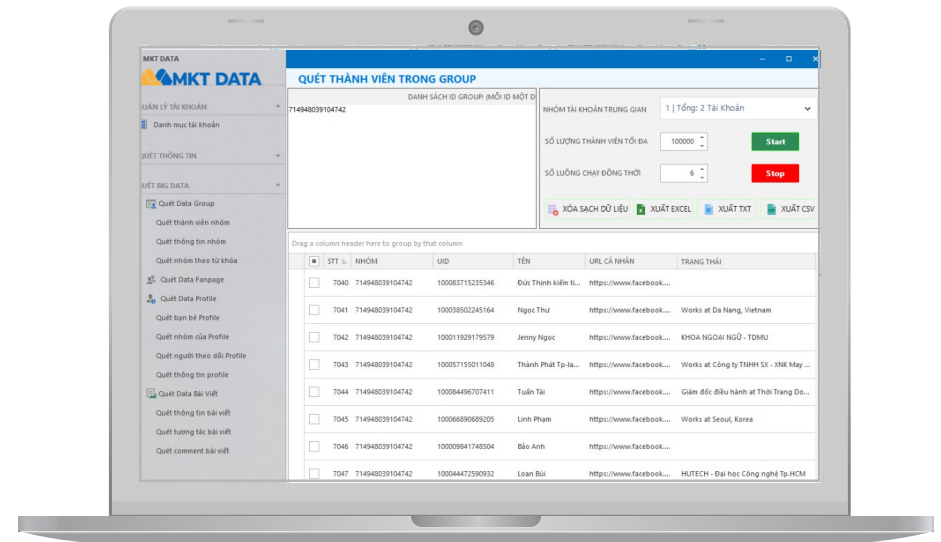 MKT DATA
MKT DATA
QUÉT THÀNH VIÊN TRONG GROUP
DANH SÁCH ID GROUP: (MỖI ID MỘT D
714948039104742
NHÓM TÀI KHOẢN TRUNG GIAN
1 | Tổng: 2 Tài Khoản
SỐ LƯỢNG THÀNH VIÊN TỐI ĐA
100000
Start
SỐ LUỒNG CHẠY ĐỒNG THỜI
6
Stop
XÓA SẠCH DỮ LIỆU
XUẤT EXCEL
XUẤT TXT
XUẤT CSV
UẢN LÝ TÀI KHOẢN
Danh mục tài khoản
QUÉT THÔNG TIN
UÉT BIG DATA
Quét Data Group
Quét thành viên nhóm
Quét thông tin nhóm
Quét nhóm theo từ khóa
Quét Data Fanpage
Quét Data Profile
Quét bạn bè Profile
Quét nhóm của Profile
Quét người theo dõi Profile
Quét thông tin profile
Quét Data Bài Viết
Quét thông tin bài viết
Quét tương tác bài viết
Quét comment bài viết
Drag a column header here to group by that column
STT NHÓM UID TÊN URL CÁ NHÂN TRẠNG THÁI
7040 714948039104742 100083715235346 Đức Thịnh kiểm ti... https://www.facebook....
7041 714948039104742 100038502245164 Ngọc Thư https://www.facebook.... Works at Da Nang, Vietnam
7042 714948039104742 100011929179579 Jenny Ngọc https://www.facebook.... KHOA NGOẠI NGỮ - TDMU
7043 714948039104742 100057155011048 Thành Phát Tp-la... https://www.facebook.... Works at Công ty TNHH SX - XNK May ...
7044 714948039104742 100084496707411 Tuấn Tài https://www.facebook.... Giám đốc điều hành at Thời Trang Do...
7045 714948039104742 100066890689205 Linh Phạm https://www.facebook.... Works at Seoul, Korea
7046 714948039104742 100009841748504 Bảo Anh https://www.facebook....
7047 714948039104742 100044472590932 Loan Bùi https://www.facebook.... HUTECH - Đại học Công nghệ Tp.HCM